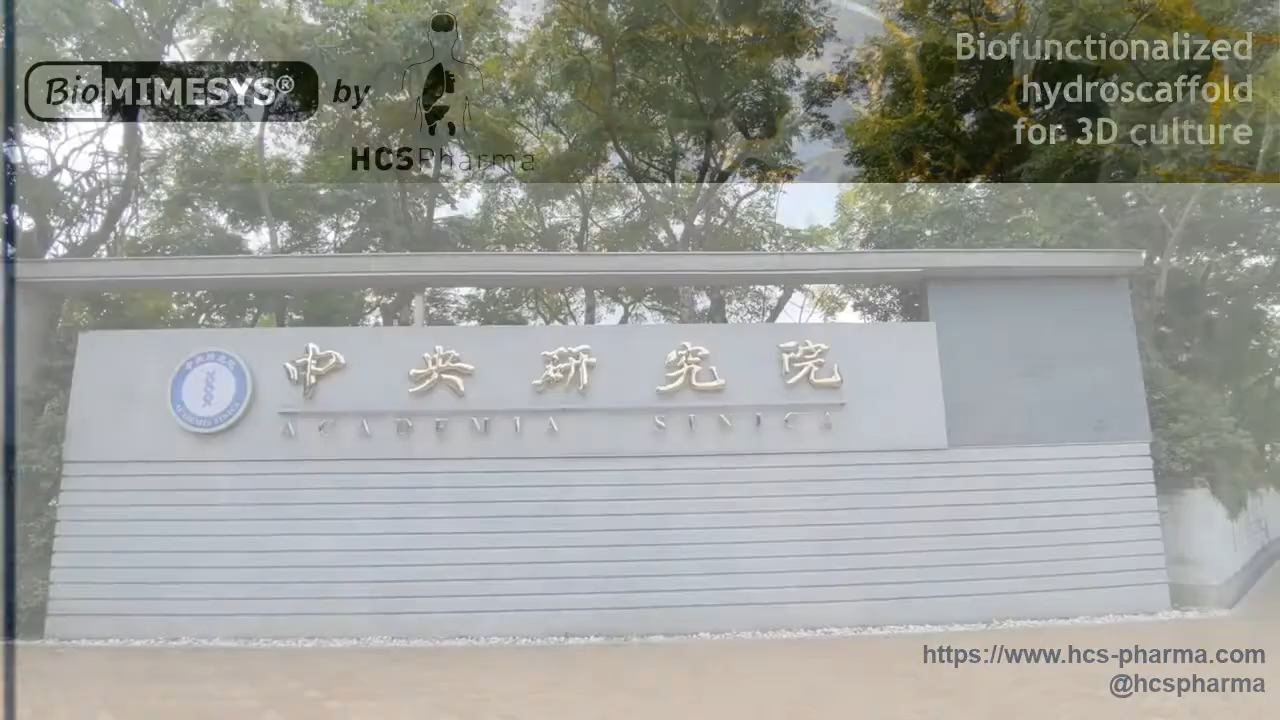 BioMIMESYS® by
HCSPharma
Biofunctionalized
hydroscaffold
for 3D culture
中央研究院
ACADEMIA SINICA
https://www.hcs-pharma.com
@hcspharma